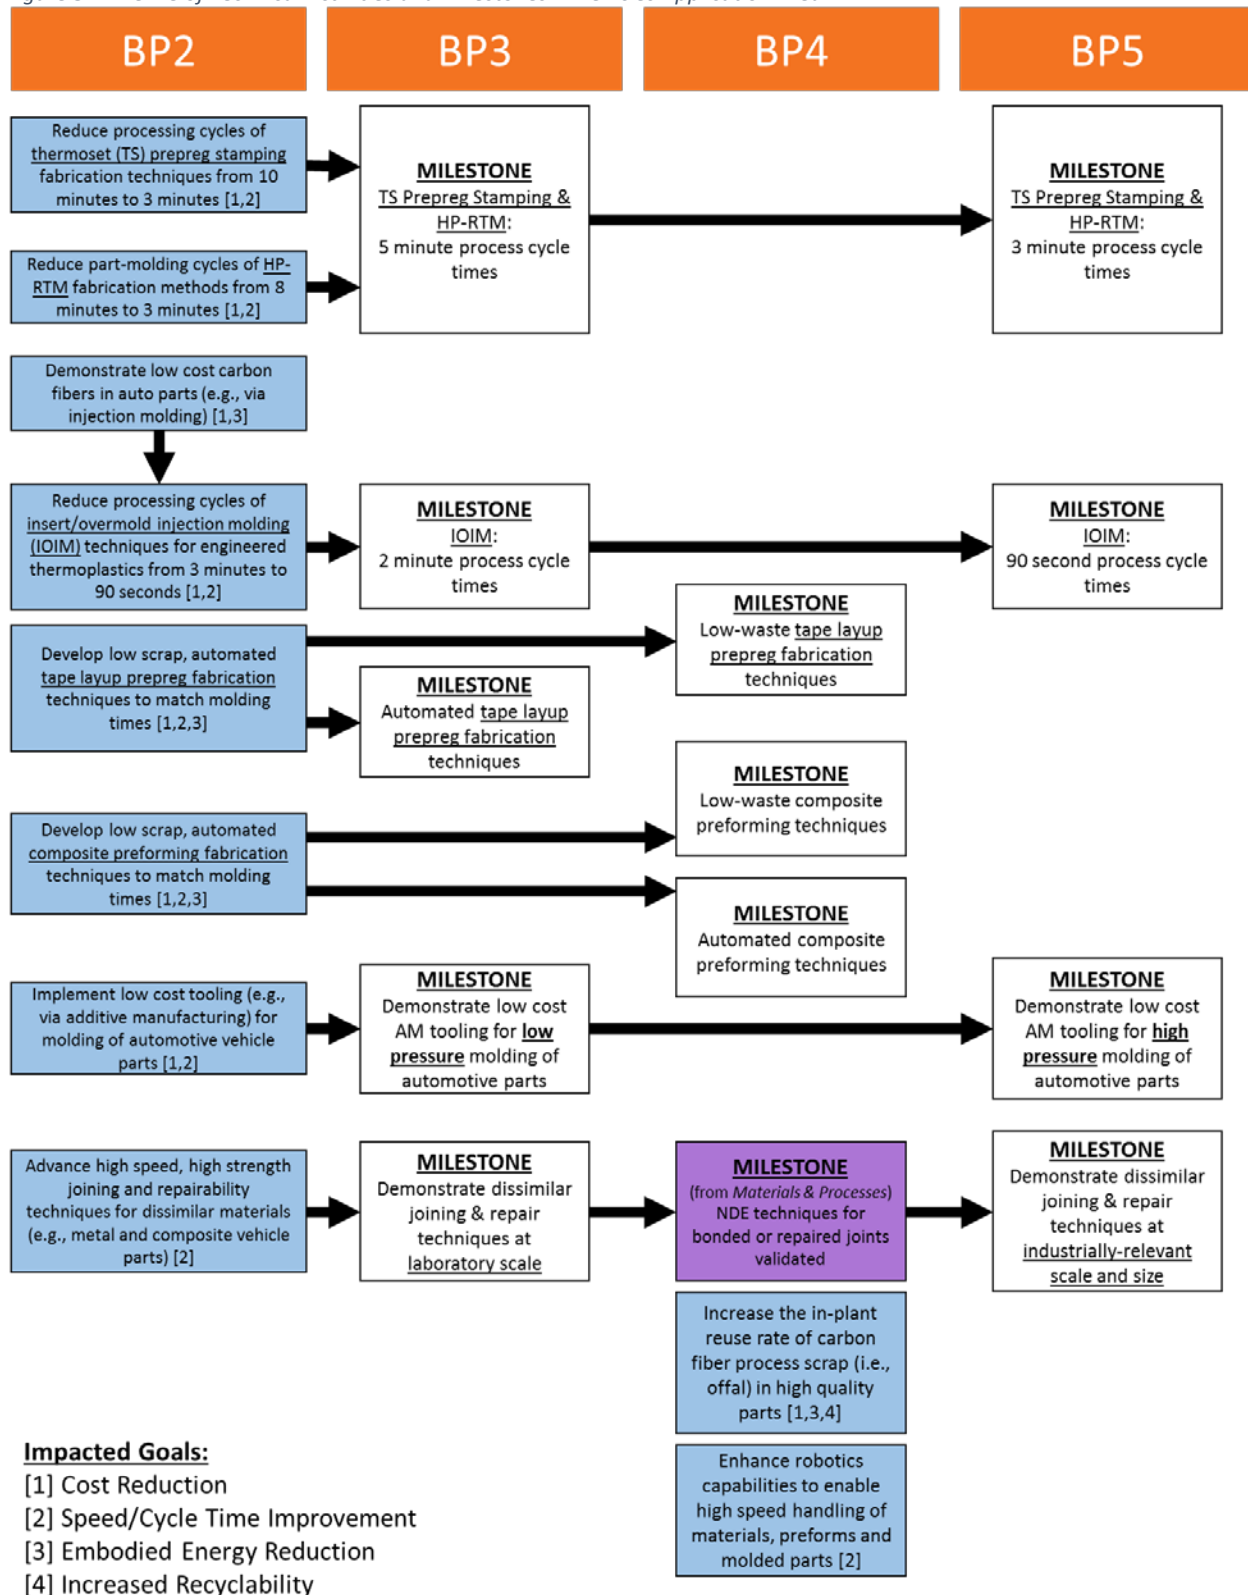 BP2
BP3
BP4
BP5
Reduce processing cycles of
thermoset (TS) prepreg stamping
fabrication techniques from 10
minutes to 3 minutes [1,2]
MILESTONE
TS Prepreg Stamping &
HP-RTM:
5 minute process cycle
times
MILESTONE
TS Prepreg Stamping &
HP-RTM:
3 minute process cycle
times
Reduce part-molding cycles of HP-
RTM fabrication methods from 8
minutes to 3 minutes [1,2]
Demonstrate low cost carbon
fibers in auto parts (e.g., via
injection molding) [1,3]
Reduce processing cycles of
insert/overmold injection molding
(IOIM) techniques for engineered
thermoplastics from 3 minutes to
90 seconds [1,2]
MILESTONE
IOIM:
2 minute process cycle
times
MILESTONE
IOIM:
90 second process cycle
times
Develop low scrap, automated
tape layup prepreg fabrication
techniques to match molding
times [1,2,3]
MILESTONE
Low-waste tape layup
prepreg fabrication
techniques
MILESTONE
Automated tape layup
prepreg fabrication
techniques
Develop low scrap, automated
composite preforming fabrication
techniques to match molding
times [1,2,3]
MILESTONE
Low-waste composite
preforming techniques
MILESTONE
Automated composite
preforming techniques
Implement low cost tooling (e.g.,
via additive manufacturing) for
molding of automotive vehicle
parts [1,2]
MILESTONE
Demonstrate low cost
AM tooling for low
pressure molding of
automotive parts
MILESTONE
Demonstrate low cost
AM tooling for high
pressure molding of
automotive parts
Advance high speed, high strength
joining and repairability
techniques for dissimilar materials
(e.g., metal and composite vehicle
parts) [2]
MILESTONE
Demonstrate dissimilar
joining & repair
techniques at
laboratory scale
MILESTONE
(from Materials & Processes)
NDE techniques for
bonded or repaired joints
validated
MILESTONE
Demonstrate dissimilar
joining & repair
techniques at
industrially-relevant
scale and size
Increase the in-plant
reuse rate of carbon
fiber process scrap (i.e.,
offal) in high quality
parts [1,3,4]
Enhance robotics
capabilities to enable
high speed handling of
materials, preforms and
molded parts [2]
Impacted Goals:
[1] Cost Reduction
[2] Speed/Cycle Time Improvement
[3] Embodied Energy Reduction
[4] Increased Recyclability